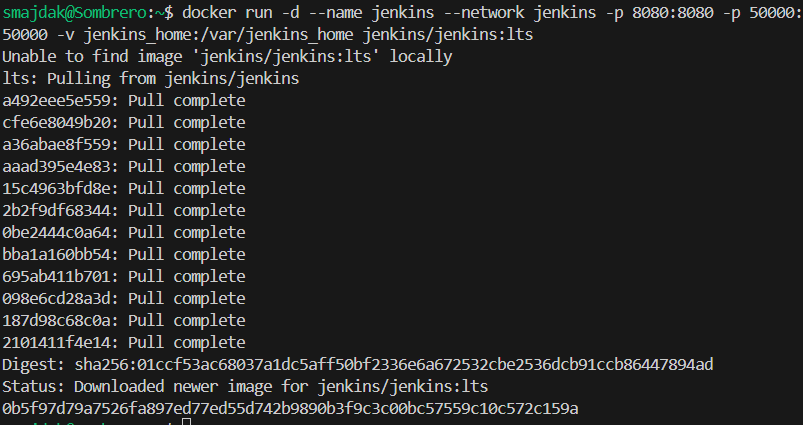 smajdak@Sombrero:~$ docker run -d --name jenkins --network jenkins -p 8080:8080 -p 50000:
50000 -v jenkins_home:/var/jenkins_home jenkins/jenkins:lts
Unable to find image 'jenkins/jenkins:lts' locally
lts: Pulling from jenkins/jenkins
a492eee5e559: Pull complete
cfe6e8049b20: Pull complete
a36abae8f559: Pull complete
aaad395e4e83: Pull complete
15c4963bfd8e: Pull complete
2b2f9df68344: Pull complete
0be2444c0a64: Pull complete
bba1a160bb54: Pull complete
695ab411b701: Pull complete
098e6cd28a3d: Pull complete
187d98c68c0a: Pull complete
2101411f4e14: Pull complete
Digest: sha256:01ccf53ac68037a1dc5aff50bf2336e6a672532cbe2536dcb91ccb86447894ad
Status: Downloaded newer image for jenkins/jenkins:lts
0b5f97d79a7526fa897ed77ed55d742b9890b3f9c3c00bc57559c10c572c159a